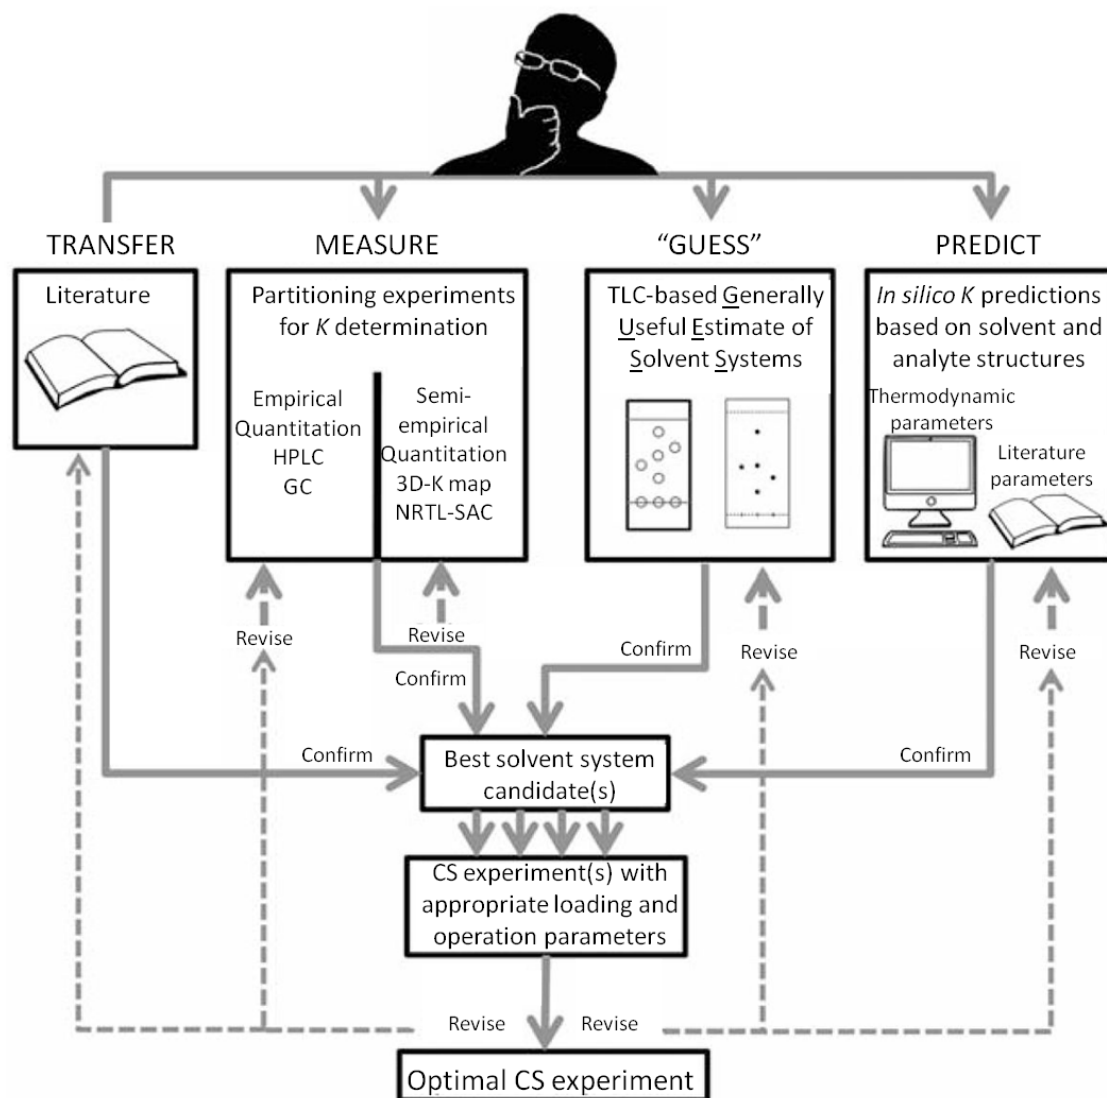 TRANSFER
MEASURE
“GUESS”
PREDICT
Literature
Partitioning experiments
for K determination
Empirical
Quantitation
HPLC
GC
Semi-
empirical
Quantitation
3D-K map
NRTL-SAC
TLC-based Generally
Useful Estimate of
Solvent Systems
In silico K predictions
based on solvent and
analyte structures
Thermodynamic
parameters
Literature
parameters
Revise
Revise
Confirm
Confirm
Revise
Revise
Confirm
Confirm
Best solvent system
candidate(s)
CS experiment(s) with
appropriate loading and
operation parameters
Revise
Revise
Optimal CS experiment